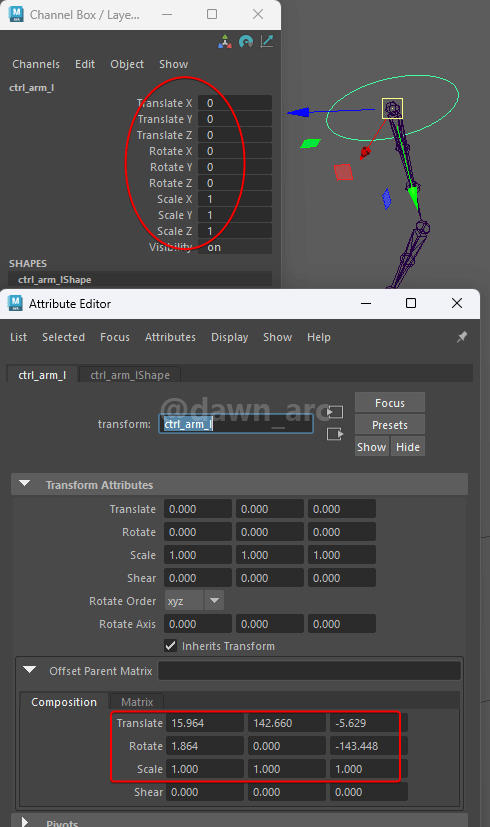 Channel Box / Laye...
Channels Edit Object Show
ctrl_arm_l
Translate X 0
Translate Y 0
Translate Z 0
Rotate X 0
Rotate Y 0
Rotate Z 0
Scale X 1
Scale Y 1
Scale Z 1
Visibility on
SHAPES
ctrl_arm_lShape
Attribute Editor
List Selected Focus Attributes Display Show Help
ctrl_arm_l ctrl_arm_lShape
@dawn_arc
transform: ctrl_arm_l
Focus
Presets
Show Hide
Transform Attributes
Translate 0.000 0.000 0.000
Rotate 0.000 0.000 0.000
Scale 1.000 1.000 1.000
Shear 0.000 0.000 0.000
Rotate Order xyz
Rotate Axis 0.000 0.000 0.000
Inherits Transform
Offset Parent Matrix
Composition Matrix
Translate 15.964 142.660 -5.629
Rotate 1.864 0.000 -143.448
Scale 1.000 1.000 1.000
Shear 0.000 0.000 0.000
Pivots